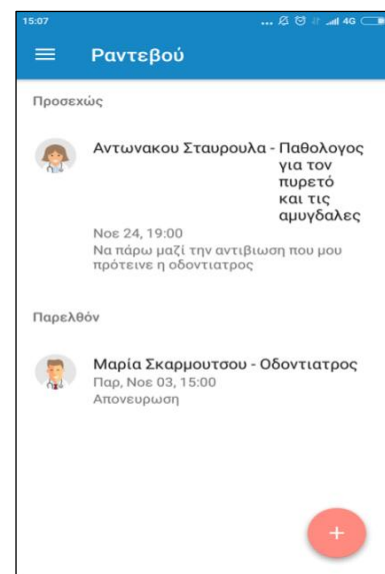 15:07 ... 4G
Ραντεβού
Προσεχώς
Αντωνακου Σταυρουλα - Παθολογος
για τον
πυρετό
και τις
αμυγδαλες
Νοε 24, 19:00
Να πάρω μαζί την αντιβιωση που μου
πρότεινε η οδοντιατρος
Παρελθόν
Μαρία Σκαρμουτσου - Οδοντιατρος
Παρ, Νοε 03, 15:00
Απονευρωση
+